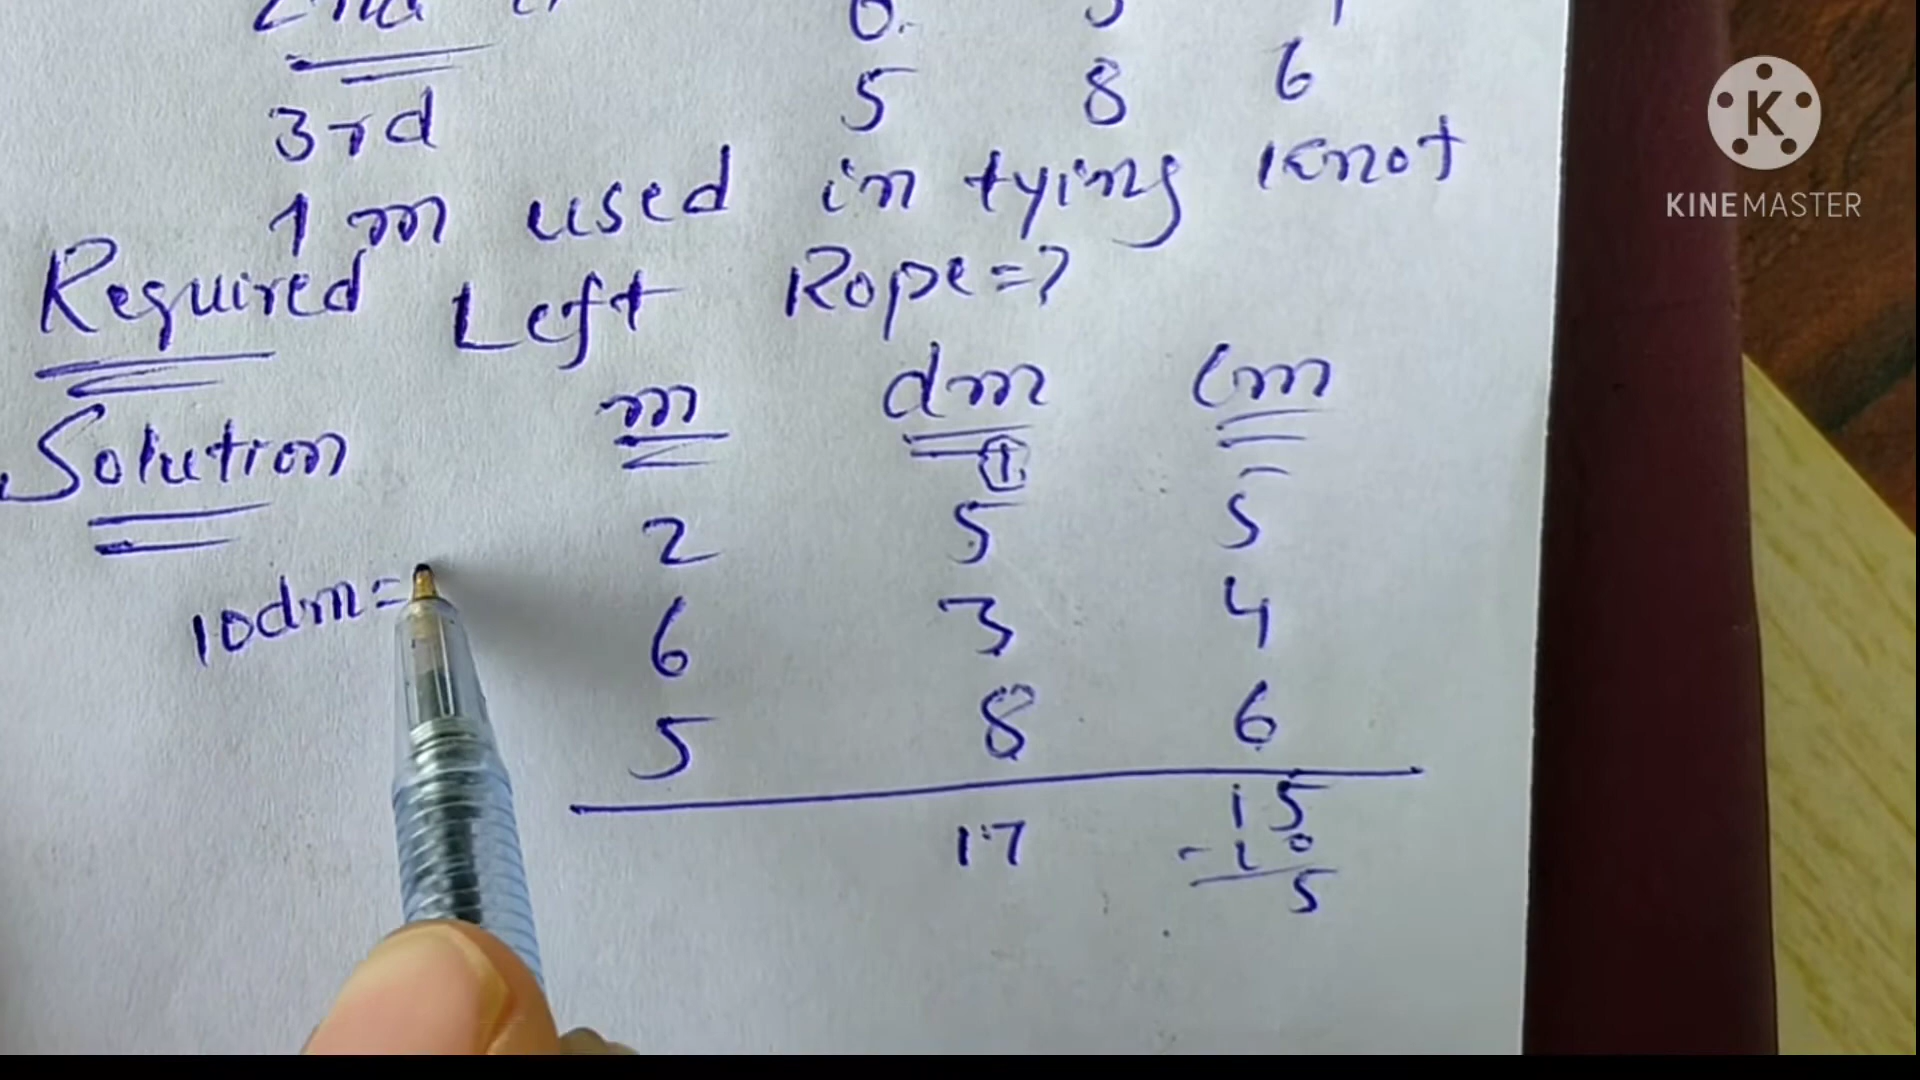 5 8 6
3rd
1 m used in tying Knot
Required Left Rope=?
m dm cm
Solution
1
2 5 5
10dm=
6 3 4
5 8 6
17 15
- 10
5
K
KINEMASTER